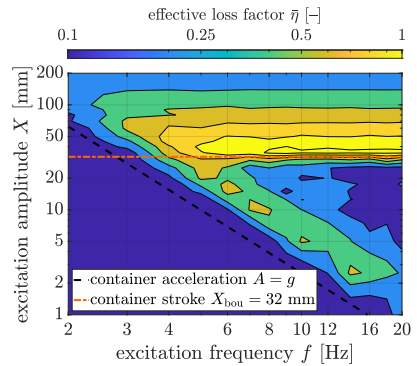 effective loss factor η̄ [–]
0.1 0.25 0.5 1
excitation amplitude X [mm]
200
100
50
20
10
5
2
1
container acceleration A = g
container stroke X_bou = 32 mm
2 3 4 6 8 10 12 16 20
excitation frequency f [Hz]